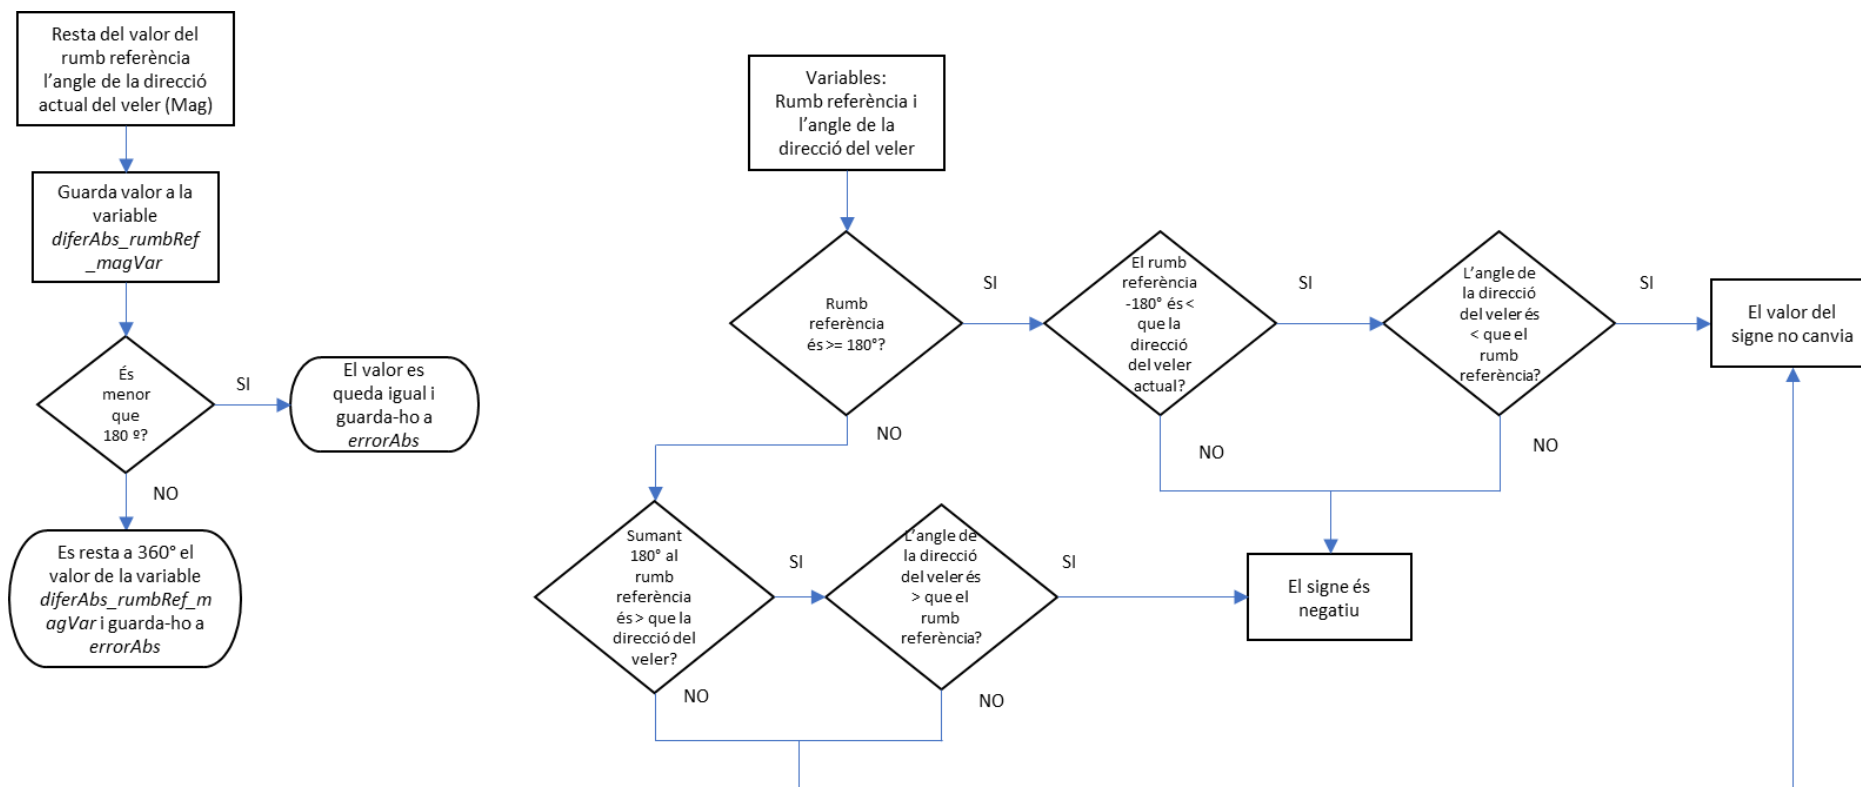 Resta del valor del
rumb referència
l'angle de la direcció
actual del veler (Mag)
Guarda valor a la
variable
diferAbs_rumbRef
_magVar
És
menor
que
180 º?
SI
El valor es
queda igual i
guarda-ho a
errorAbs
NO
Es resta a 360° el
valor de la variable
diferAbs_rumbRef_m
agVar i guarda-ho a
errorAbs
Variables:
Rumb referència i
l'angle de la
direcció del veler
Rumb
referència
és >= 180°?
SI
El rumb
referència
-180° és <
que la
direcció
del veler
actual?
SI
L'angle de
la direcció
del veler és
< que el
rumb
referència?
SI
El valor del
signe no canvia
NO
NO
NO
Sumant
180° al
rumb
referència
és > que la
direcció del
veler?
SI
L'angle de
la direcció
del veler és
> que el
rumb
referència?
SI
El signe és
negatiu
NO
NO